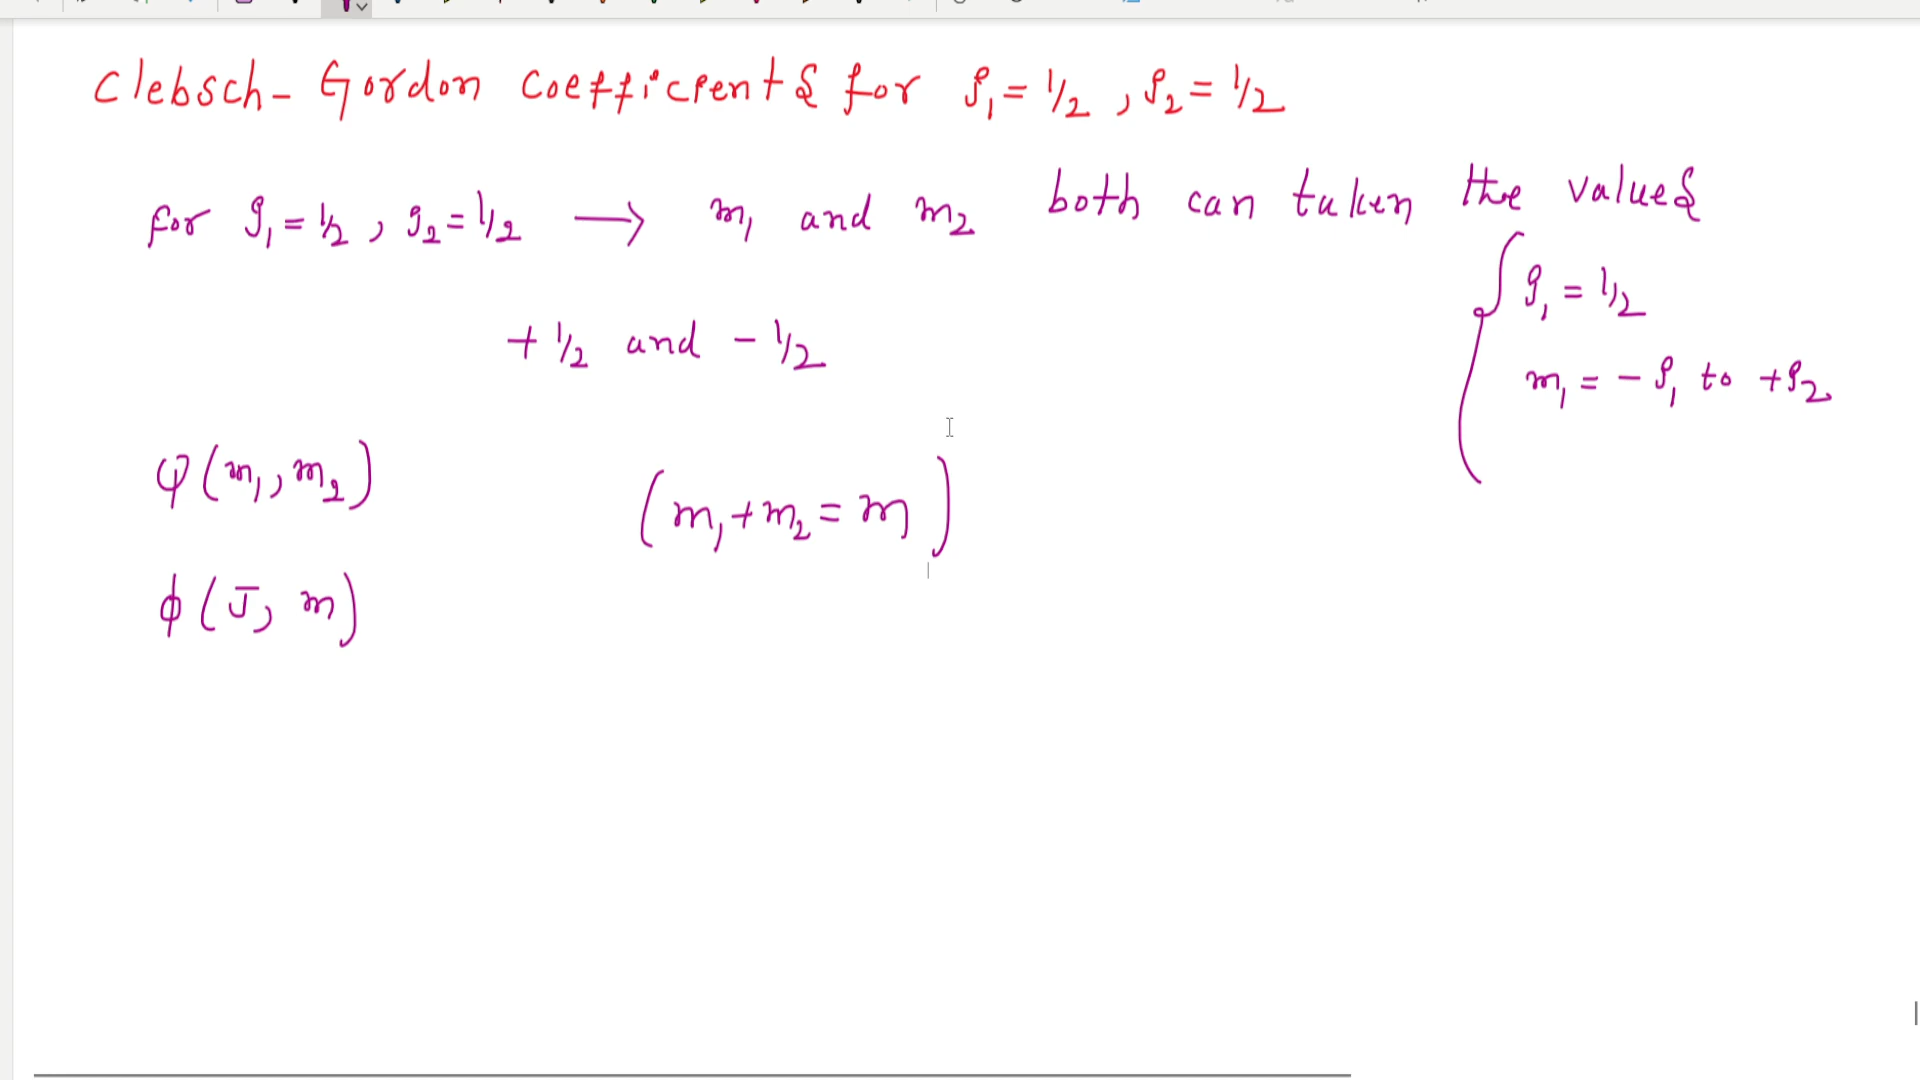 Clebsch-Gordon coefficients for j₁ = 1/2, j₂ = 1/2
for j₁ = 1/2, j₂ = 1/2 → m₁ and m₂ both can taken the values
+ 1/2 and - 1/2
j₁ = 1/2
m₁ = - j₁ to + j₂
φ(m₁, m₂)
(m₁ + m₂ = m)
ϕ(J, m)